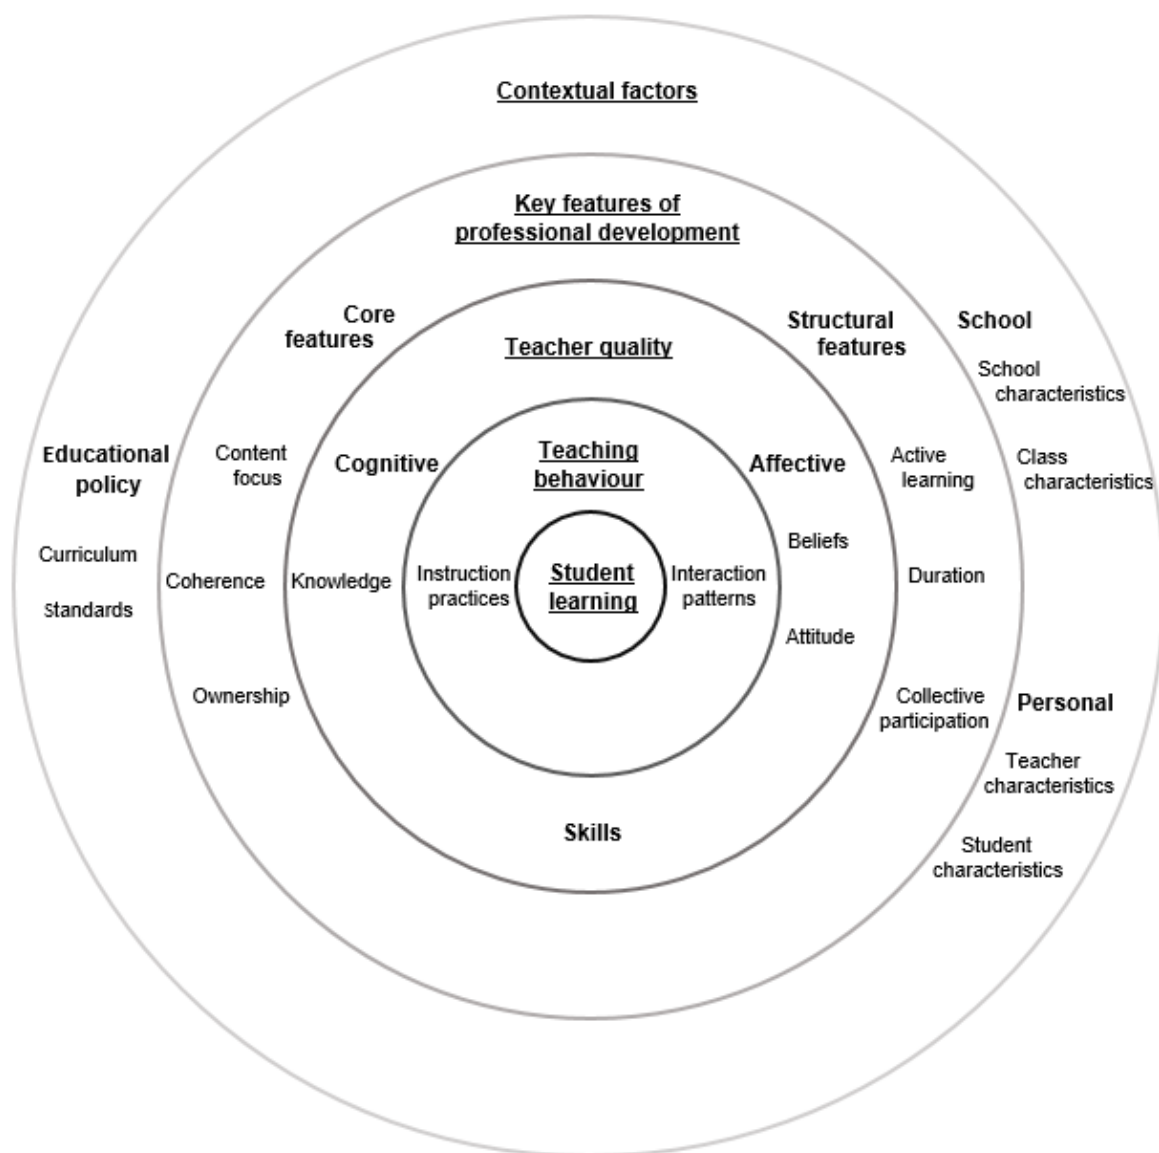 Contextual factors
Key features of
professional development
Core
features
Structural
features
School
School
characteristics
Teacher quality
Educational
policy
Content
focus
Cognitive
Teaching
behaviour
Affective
Active
learning
Class
characteristics
Curriculum
Standards
Coherence
Knowledge
Instruction
practices
Student
learning
Interaction
patterns
Beliefs
Attitude
Duration
Ownership
Collective
participation
Personal
Teacher
characteristics
Skills
Student
characteristics